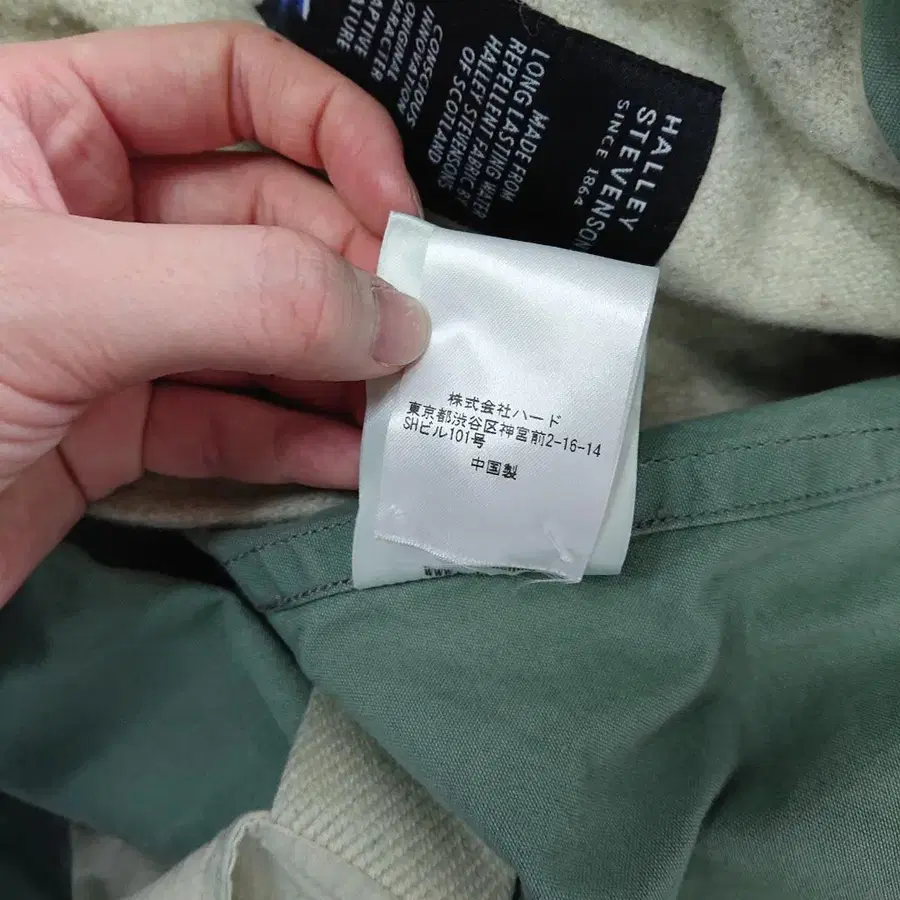 HALLEY
STEVENSON
SINCE 1864
MADE FROM
LONG LASTING WATER
REPELLENT FABRIC BY
HALLEY STEVENSONS
OF SCOTLAND
CONSCIOUS
INNOVATION
ORIGINAL
CHARACTER
株式会社ハード
東京都渋谷区神宮前2-16-14
SHビル101号
中国製